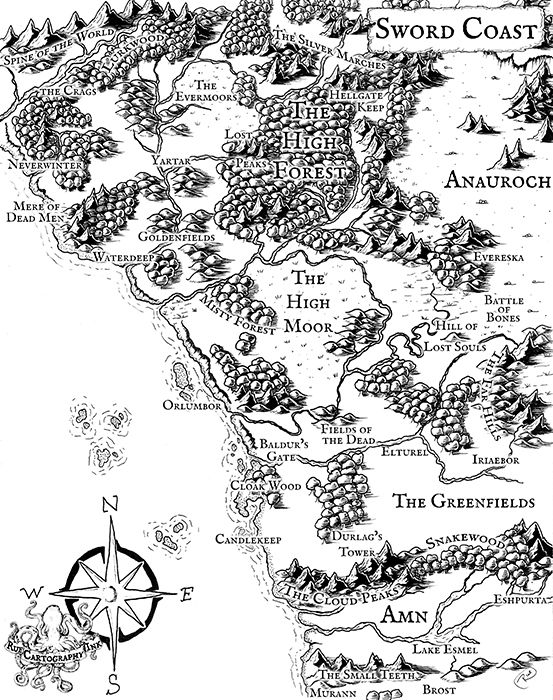 Sword Coast
Spine of the World
Lurkwood
The Silver Marches
The Crags
The
Evermoors
Hellgate
Keep
The
High
Forest
Lost
Peaks
Neverwinter
Yartar
Anauroch
Mere of
Dead Men
Goldenfields
Waterdeep
Evereska
The
High
Moor
Misty Forest
Battle
of
Bones
Hill of
Lost Souls
The Far Hills
Orlumbor
Fields of
the Dead
Baldur's
Gate
Elturel
Iriaebor
Cloak Wood
The Greenfields
Candlekeep
Durlag's
Tower
Snakewood
The Cloud Peaks
Eshpurta
Amn
Lake Esmel
The Small Teeth
Brost
Murann
N
W
E
S
Cartography